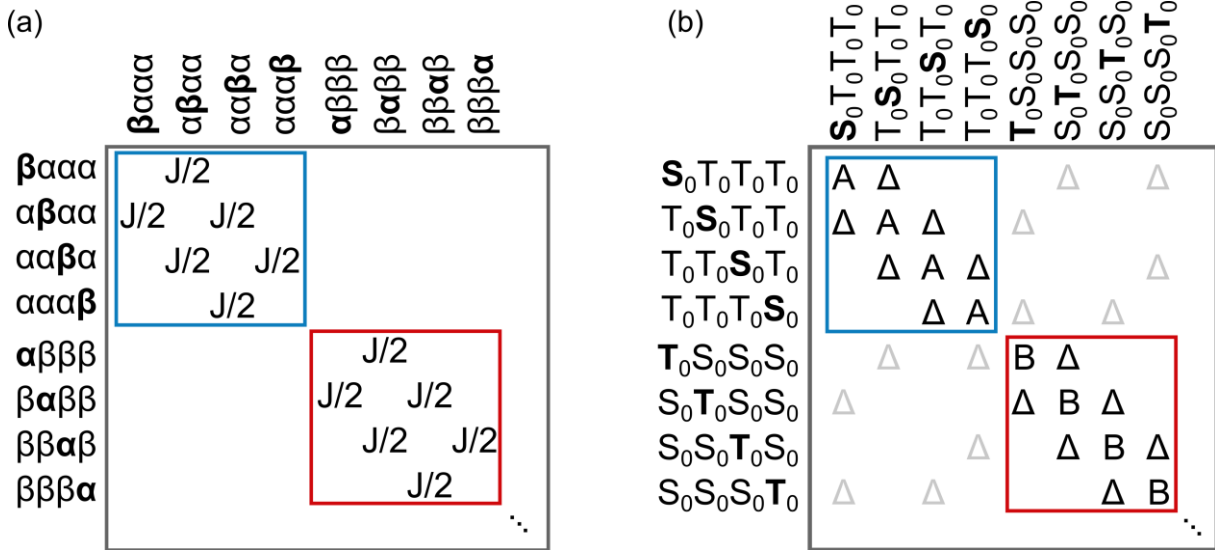 (a)
βααα
αβαα
ααβα
αααβ
αβββ
βαββ
ββαβ
βββα
βααα J/2
αβαα J/2 J/2
ααβα J/2 J/2
αααβ J/2
αβββ J/2
βαββ J/2 J/2
ββαβ J/2 J/2
βββα J/2
(b)
S₀T₀T₀T₀
T₀S₀T₀T₀
T₀T₀S₀T₀
T₀T₀T₀S₀
T₀S₀S₀S₀
S₀T₀S₀S₀
S₀S₀T₀S₀
S₀S₀S₀T₀
S₀T₀T₀T₀ A Δ Δ Δ
T₀S₀T₀T₀ Δ A Δ Δ
T₀T₀S₀T₀ Δ A Δ Δ
T₀T₀T₀S₀ Δ A Δ Δ
T₀S₀S₀S₀ Δ Δ B Δ
S₀T₀S₀S₀ Δ Δ B Δ
S₀S₀T₀S₀ Δ Δ B Δ
S₀S₀S₀T₀ Δ Δ Δ B